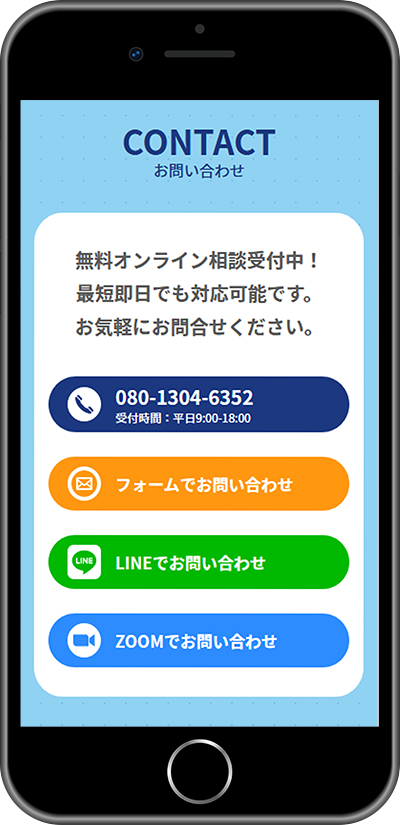 CONTACT
お問い合わせ
無料オンライン相談受付中！
最短即日でも対応可能です。
お気軽にお問合せください。
080-1304-6352
受付時間：平日9:00-18:00
フォームでお問い合わせ
LINE
LINEでお問い合わせ
ZOOMでお問い合わせ